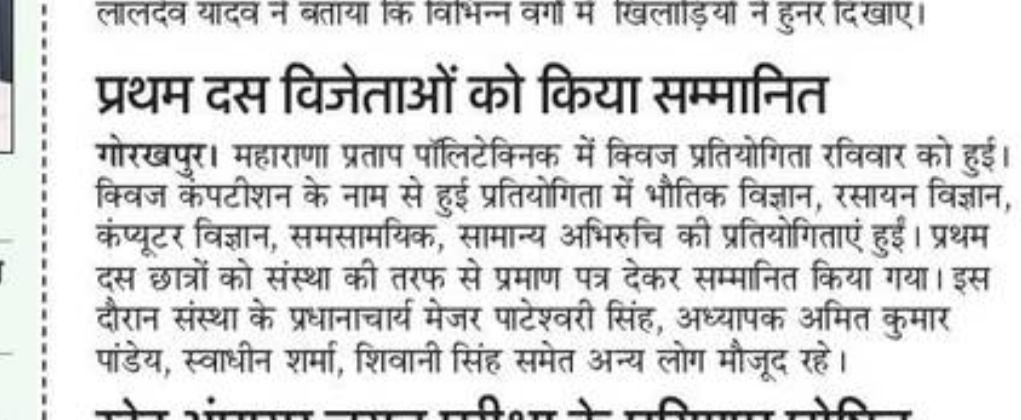 लालदेव यादव ने बताया कि विभिन्न वर्गों में खिलाड़ियों ने हुनर दिखाए।
प्रथम दस विजेताओं को किया सम्मानित
गोरखपुर। महाराणा प्रताप पॉलिटेक्निक में क्विज प्रतियोगिता रविवार को हुई।
क्विज कंपटीशन के नाम से हुई प्रतियोगिता में भौतिक विज्ञान, रसायन विज्ञान,
कंप्यूटर विज्ञान, समसामयिक, सामान्य अभिरुचि की प्रतियोगिताएं हुईं। प्रथम
दस छात्रों को संस्था की तरफ से प्रमाण पत्र देकर सम्मानित किया गया। इस
दौरान संस्था के प्रधानाचार्य मेजर पाटेश्वरी सिंह, अध्यापक अमित कुमार
पांडेय, स्वाधीन शर्मा, शिवानी सिंह समेत अन्य लोग मौजूद रहे।